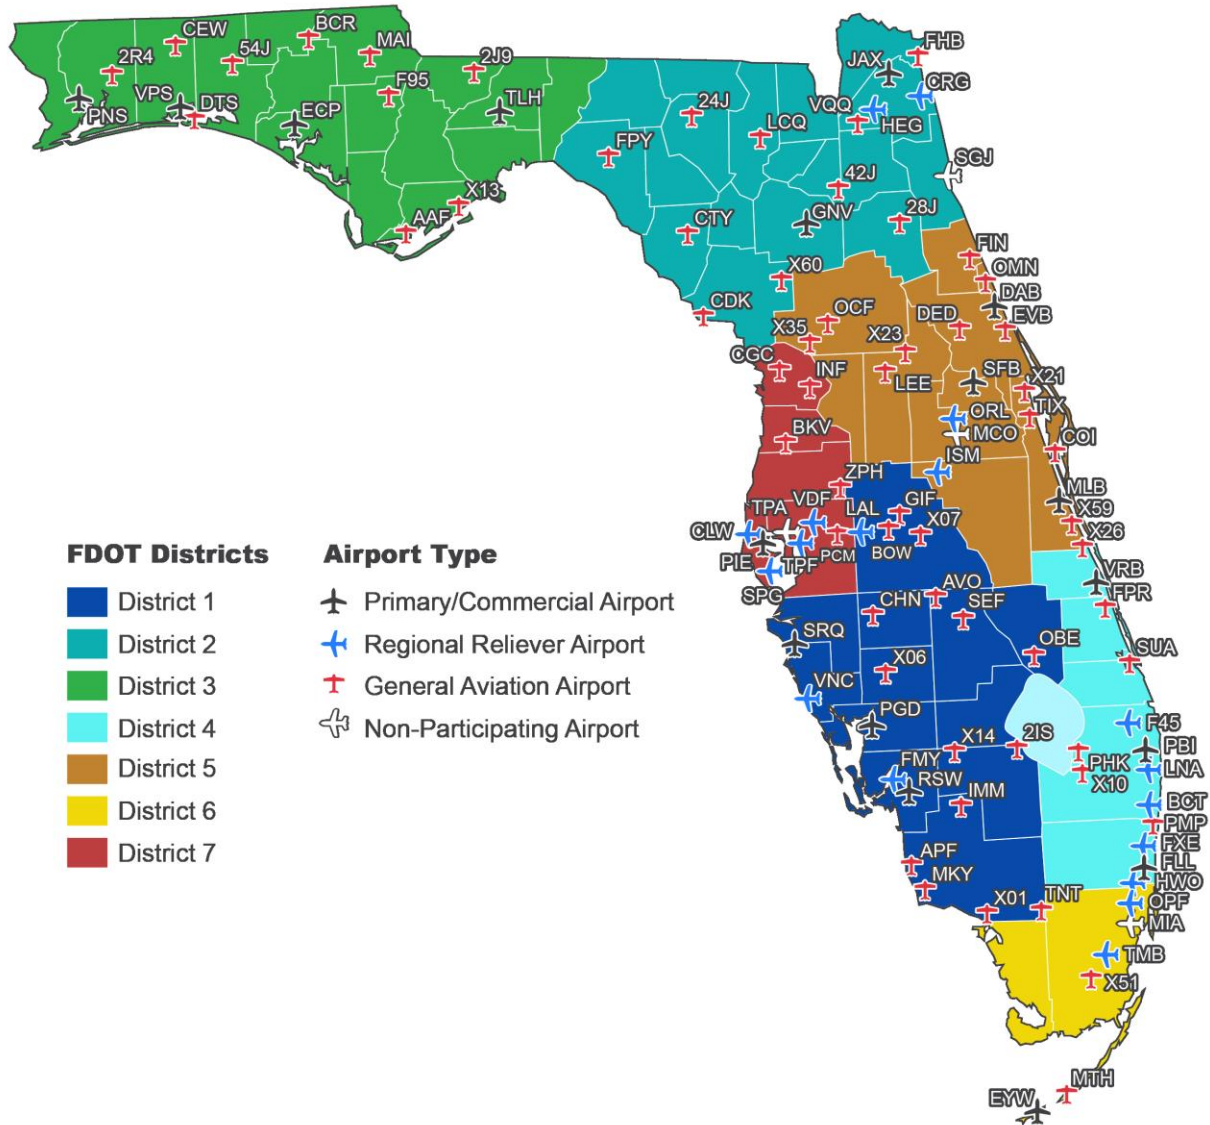 BCR
CEW
MAI
54J
2R4
2J9
F95
VPS
DTS
PNS
ECP
TLH
X13
AAF
FHB
JAX
CRG
VQQ
HEG
24J
LCQ
FPY
SGJ
42J
28J
GNV
CTY
FIN
X60
OMN
DAB
CDK
OCF
DED
EVB
X35
X23
CGC
INF
LEE
SFB
X21
ORL
TIX
MCO
BKV
COI
ISM
ZPH
MLB
TPA
VDF
LAL
GIF
X59
CLW
X07
X26
BOW
PCM
PIE
TPF
SPG
VRB
AVO
FPR
CHN
SEF
SRQ
OBE
SUA
X06
VNC
PGD
F45
X14
2IS
PBI
FMY
PHK
LNA
RSW
X10
IMM
BCT
PMP
FXE
APF
FLL
MKY
HWO
X01
TNT
OPF
MIA
TMB
X51
MTH
EYW
FDOT Districts
District 1
District 2
District 3
District 4
District 5
District 6
District 7
Airport Type
Primary/Commercial Airport
Regional Reliever Airport
General Aviation Airport
Non-Participating Airport